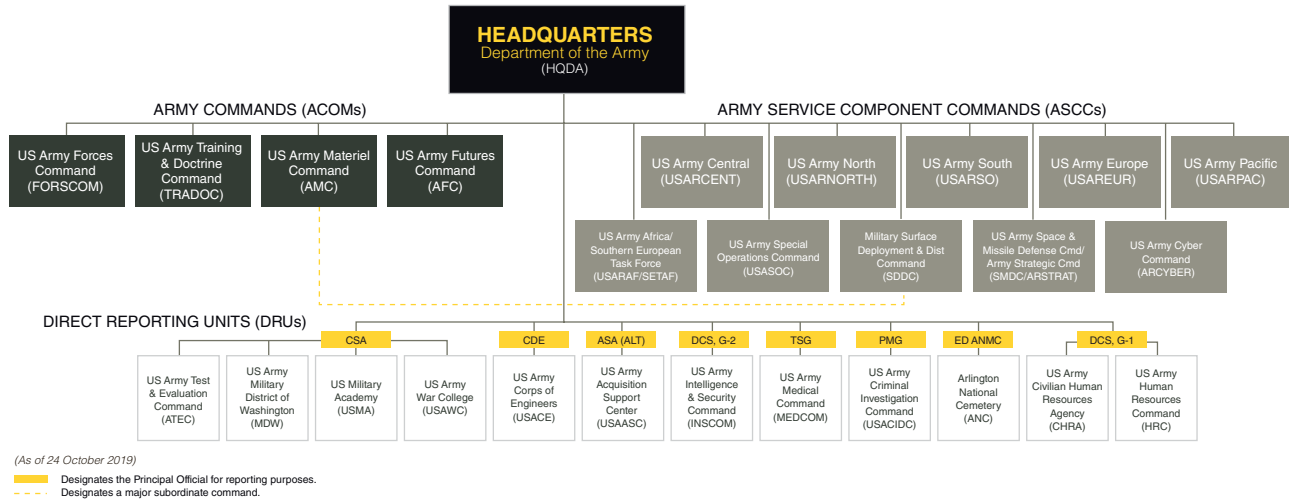 HEADQUARTERS
Department of the Army
(HQDA)
ARMY COMMANDS (ACOMs)
ARMY SERVICE COMPONENT COMMANDS (ASCCs)
US Army Forces
Command
(FORSCOM)
US Army Training
& Doctrine
Command
(TRADOC)
US Army Materiel
Command
(AMC)
US Army Futures
Command
(AFC)
US Army Central
(USARCENT)
US Army North
(USARNORTH)
US Army South
(USARSO)
US Army Europe
(USAREUR)
US Army Pacific
(USARPAC)
US Army Africa/
Southern European
Task Force
(USARAF/SETAF)
US Army Special
Operations Command
(USASOC)
Military Surface
Deployment & Dist
Command
(SDDC)
US Army Space &
Missile Defense Cmd/
Army Strategic Cmd
(SMDC/ARSTRAT)
US Army Cyber
Command
(ARCYBER)
DIRECT REPORTING UNITS (DRUs)
CSA
CDE
ASA (ALT)
DCS, G-2
TSG
PMG
ED ANMC
DCS, G-1
US Army Test
& Evaluation
Command
(ATEC)
US Army
Military
District of
Washington
(MDW)
US Military
Academy
(USMA)
US Army
War College
(USAWC)
US Army
Corps of
Engineers
(USACE)
US Army
Acquisition
Support
Center
(USAASC)
US Army
Intelligence
& Security
Command
(INSCOM)
US Army
Medical
Command
(MEDCOM)
US Army
Criminal
Investigation
Command
(USACIDC)
Arlington
National
Cemetery
(ANC)
US Army
Civilian Human
Resources
Agency
(CHRA)
US Army
Human
Resources
Command
(HRC)
(As of 24 October 2019)
Designates the Principal Official for reporting purposes.
Designates a major subordinate command.